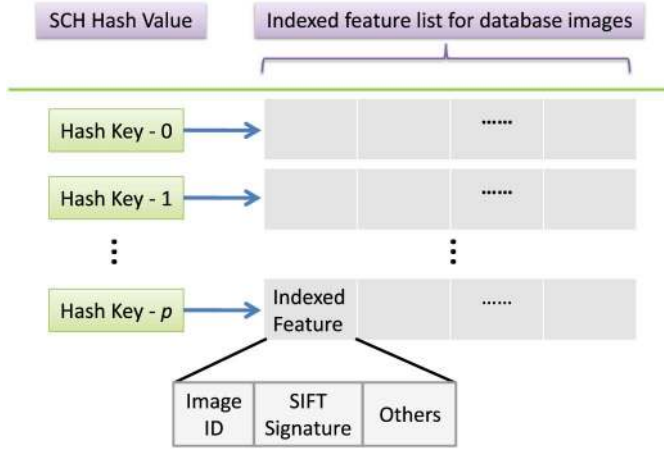 SCH Hash Value
Indexed feature list for database images
Hash Key - 0
......
Hash Key - 1
......
Hash Key - p
Indexed
Feature
......
Image
ID
SIFT
Signature
Others